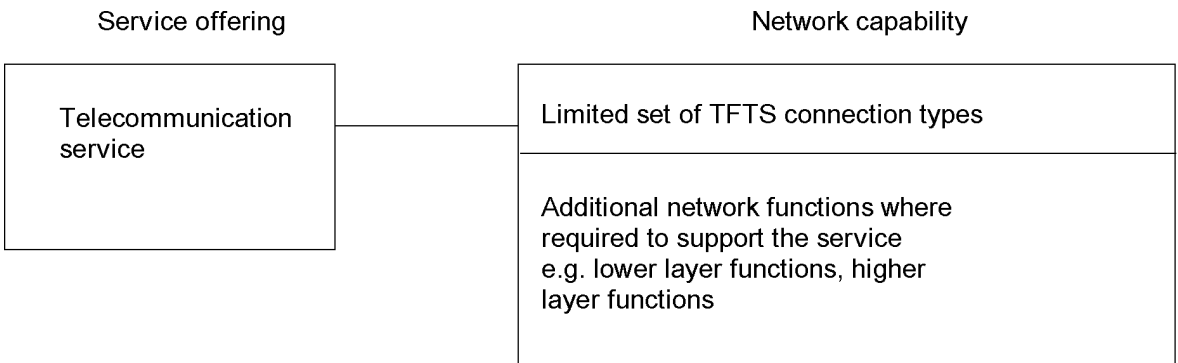 Service offering
Network capability
Telecommunication
service
Limited set of TFTS connection types
Additional network functions where
required to support the service
e.g. lower layer functions, higher
layer functions